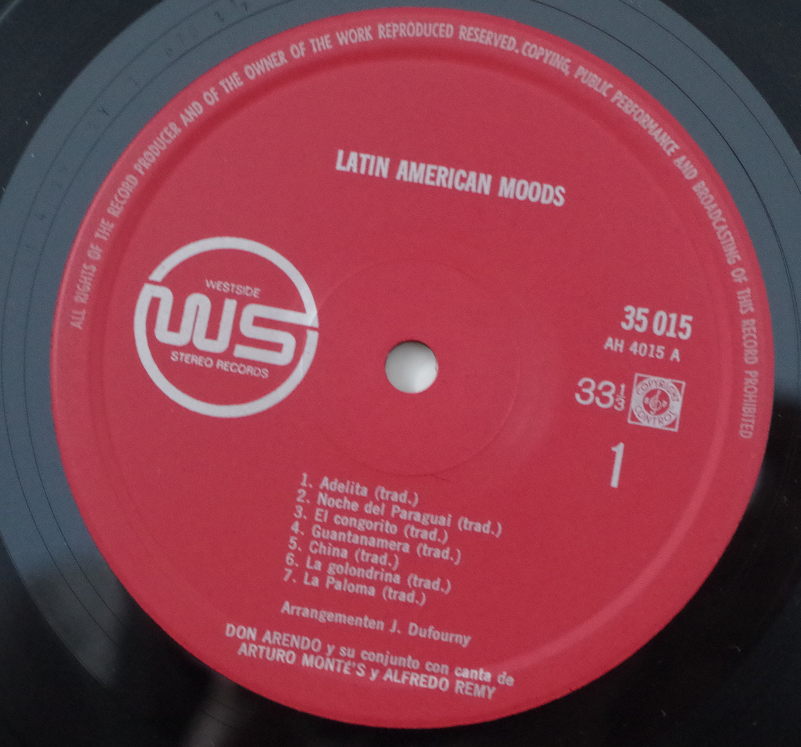 ALL RIGHTS OF THE RECORD PRODUCER AND OF THE OWNER OF THE WORK REPRODUCED RESERVED. COPYING, PUBLIC PERFORMANCE AND BROADCASTING OF THIS RECORD PROHIBITED
LATIN AMERICAN MOODS
WESTSIDE
WS
STEREO RECORDS
35 015
AH 4015 A
33 1/3
COPYRIGHT CONTROL
1
1. Adelita (trad.)
2. Noche del Paraguai (trad.)
3. El congorito (trad.)
4. Guantanamera (trad.)
5. China (trad.)
6. La golondrina (trad.)
7. La Paloma (trad.)
Arrangementen J. Dufourny
DON ARENDO y su conjunto con canta de
ARTURO MONTÉ'S y ALFREDO REMY